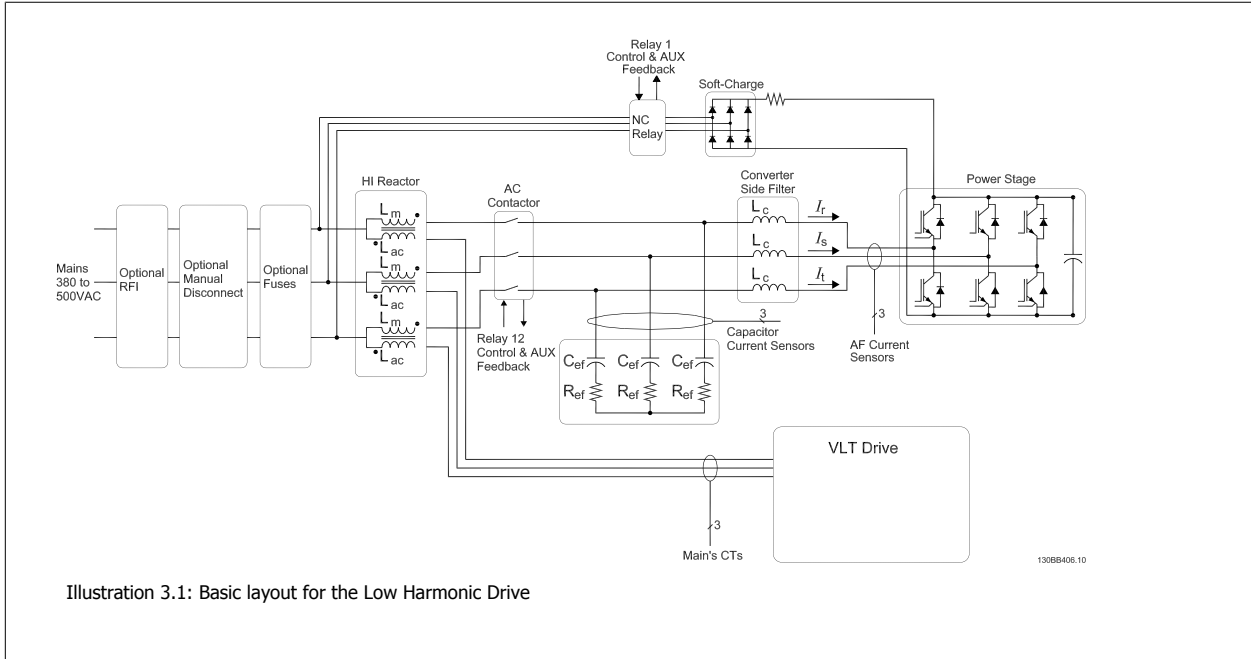 Relay 1
Control & AUX
Feedback
Soft-Charge
NC
Relay
HI Reactor
AC
Contactor
Converter
Side Filter
Power Stage
Lm
Lac
Lm
Lac
Lm
Lac
Lc
Ir
Lc
Is
Lc
It
Mains
380 to
500VAC
Optional
RFI
Optional
Manual
Disconnect
Optional
Fuses
Relay 12
Control & AUX
Feedback
3
Capacitor
Current Sensors
3
AF Current
Sensors
Cef
Cef
Cef
Ref
Ref
Ref
VLT Drive
3
Main's CTs
130BB406.10
Illustration 3.1: Basic layout for the Low Harmonic Drive